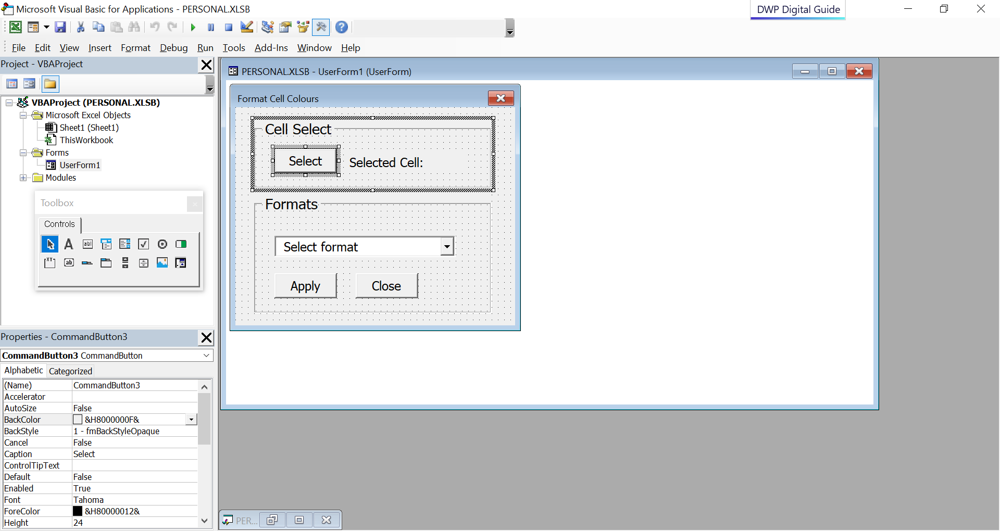 Microsoft Visual Basic for Applications - PERSONAL.XLSB
DWP Digital Guide
File Edit View Insert Format Debug Run Tools Add-Ins Window Help
Project - VBAProject
VBAProject (PERSONAL.XLSB)
Microsoft Excel Objects
Sheet1 (Sheet1)
ThisWorkbook
Forms
UserForm1
Modules
Toolbox
Controls
A
abl
XY
ab
Properties - CommandButton3
CommandButton3 CommandButton
Alphabetic Categorized
(Name) CommandButton3
Accelerator
AutoSize False
BackColor &H8000000F&
BackStyle 1 - fmBackStyleOpaque
Cancel False
Caption Select
ControlTipText
Default False
Enabled True
Font Tahoma
ForeColor &H80000012&
Height 24
PERSONAL.XLSB - UserForm1 (UserForm)
Format Cell Colours
Cell Select
Select Selected Cell:
Formats
Select format
Apply Close
PER...